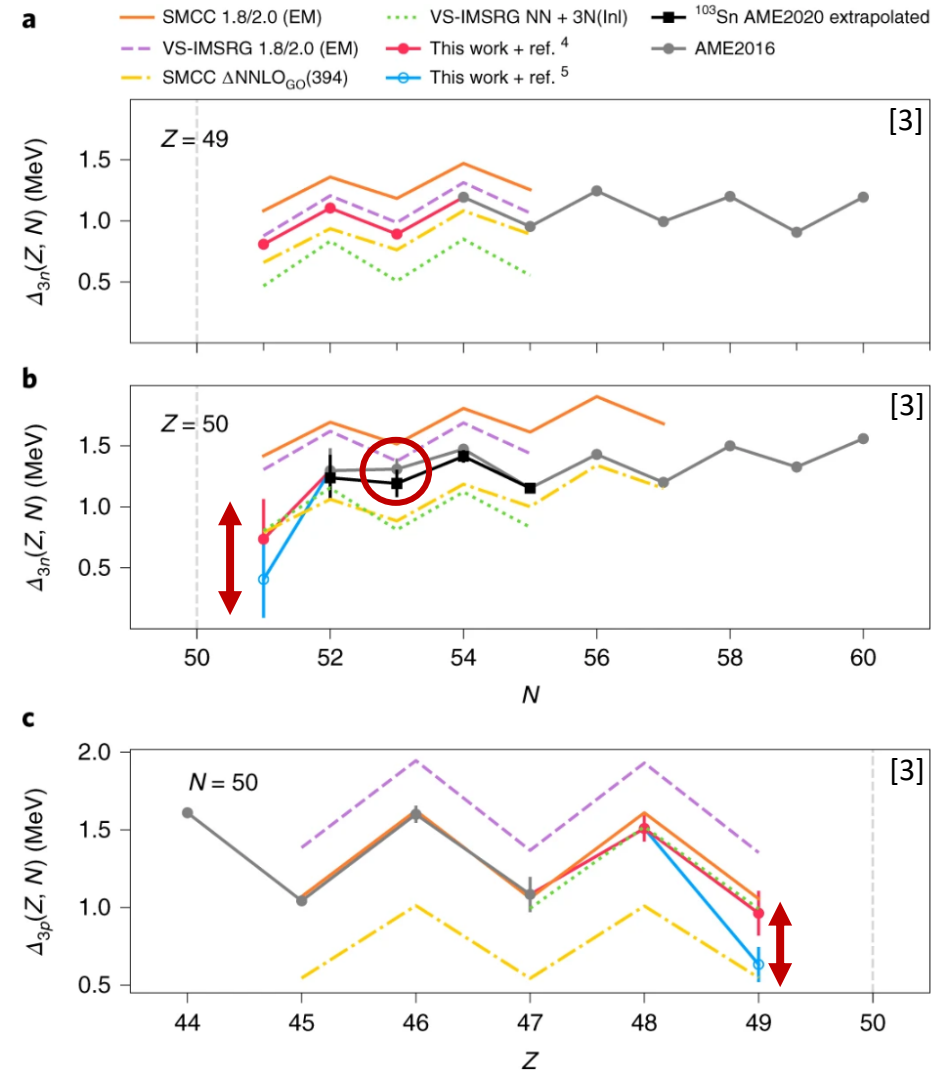 a
SMCC 1.8/2.0 (EM)
VS-IMSRG NN + 3N(lnl)
¹⁰³Sn AME2020 extrapolated
VS-IMSRG 1.8/2.0 (EM)
This work + ref. ⁴
AME2016
SMCC ΔNNLO_GO(394)
This work + ref. ⁵
Z = 49
[3]
Δ₃ₙ(Z, N) (MeV)
1.5
1.0
0.5
b
Z = 50
[3]
Δ₃ₙ(Z, N) (MeV)
1.5
1.0
0.5
50 52 54 56 58 60
N
c
N = 50
[3]
Δ₃ₚ(Z, N) (MeV)
2.0
1.5
1.0
0.5
44 45 46 47 48 49 50
Z